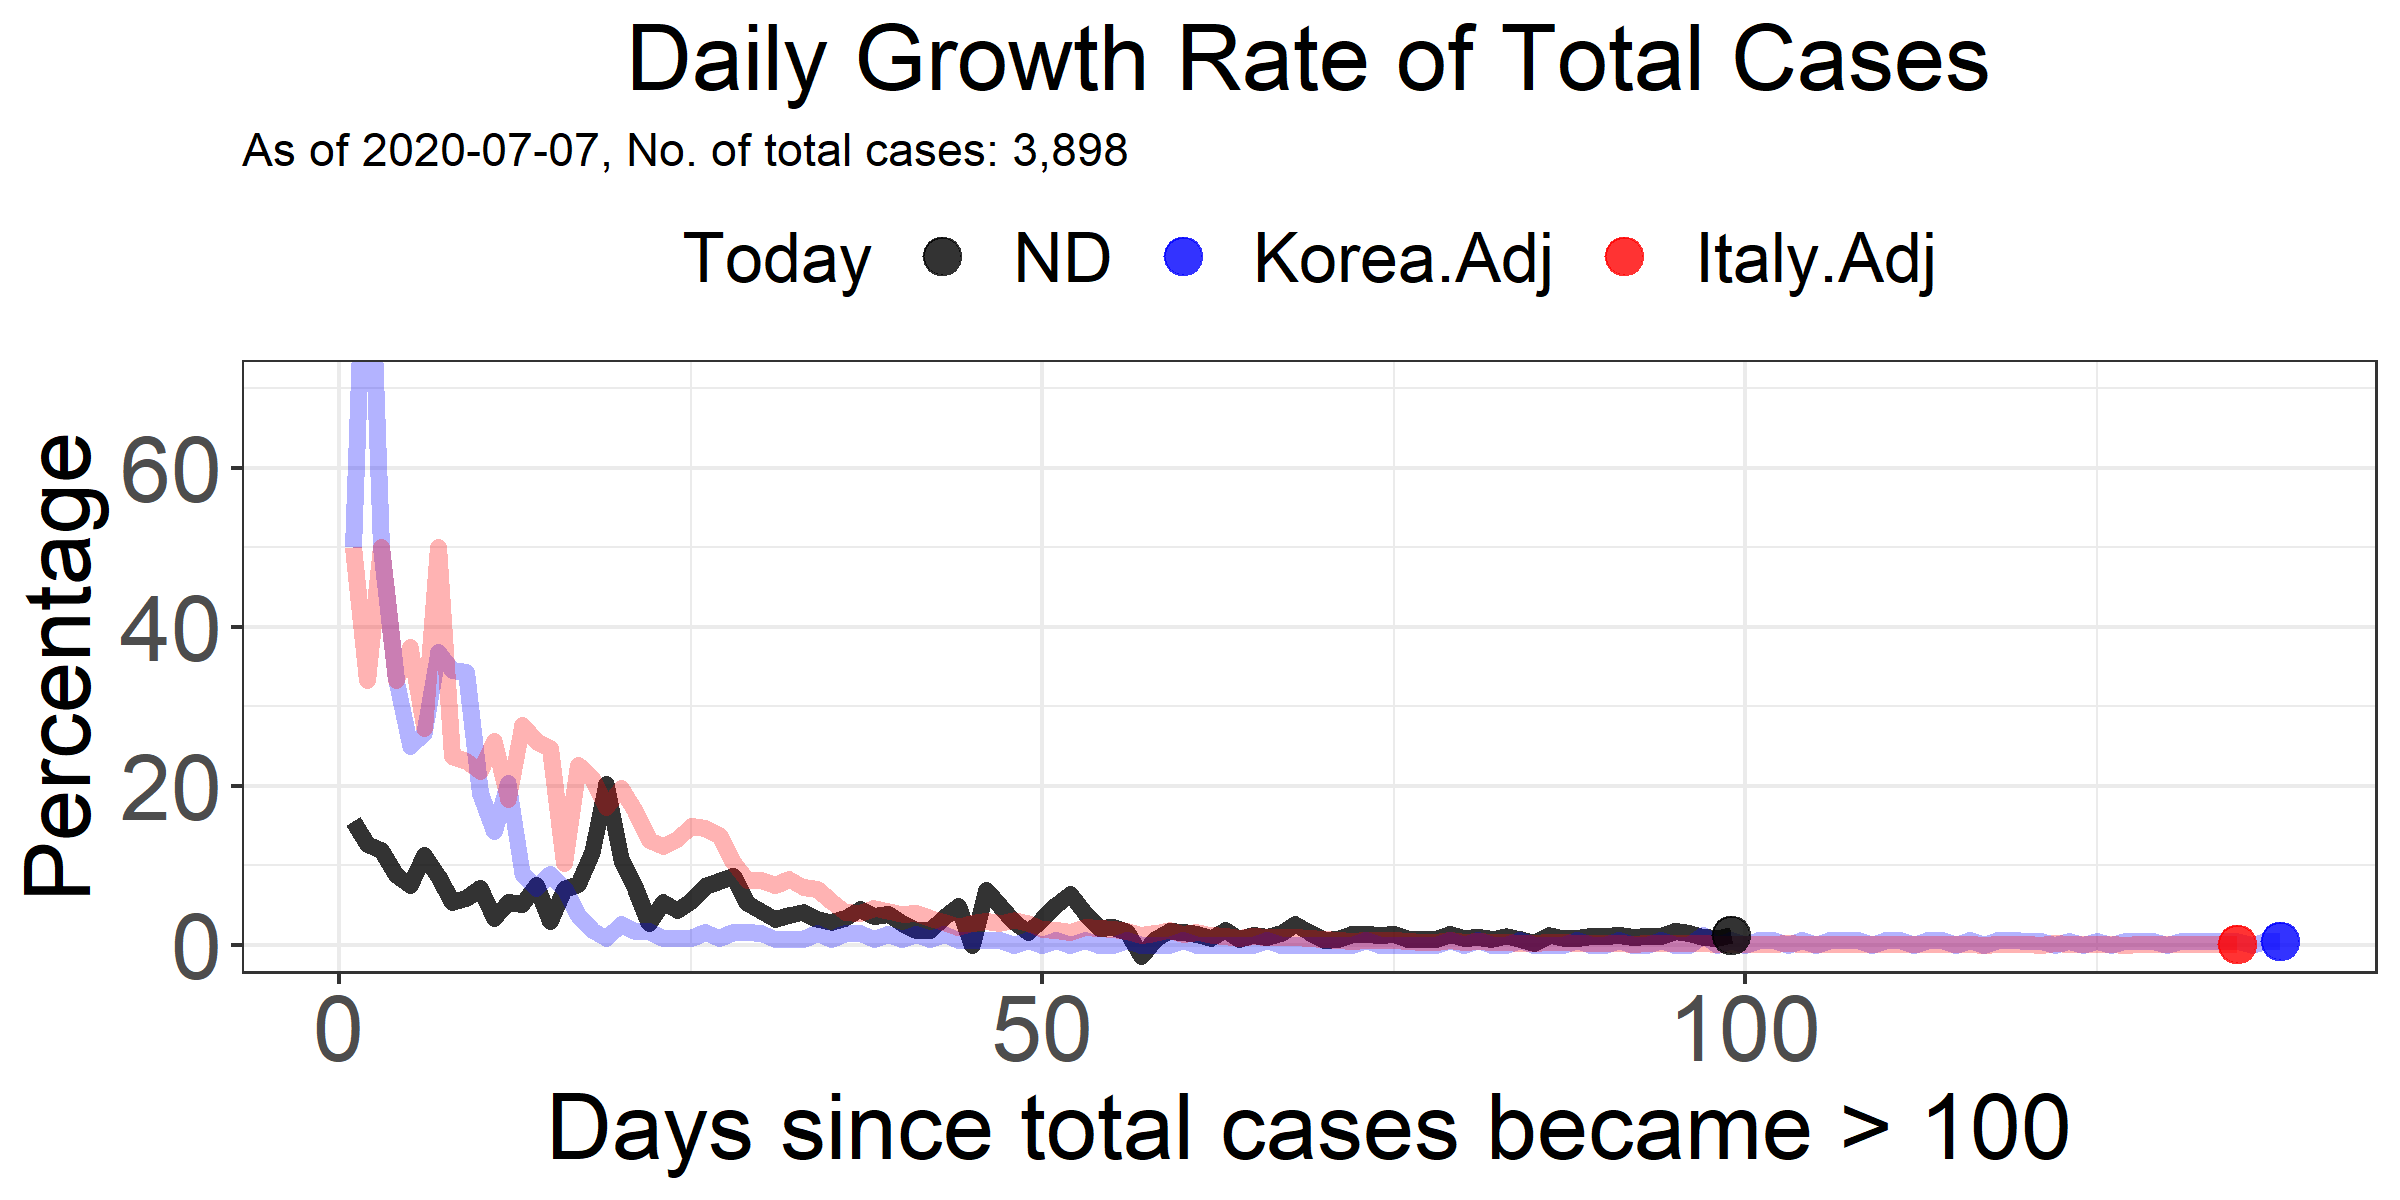 Daily Growth Rate of Total Cases
As of 2020-07-07, No. of total cases: 3,898
Today ND Korea.Adj Italy.Adj
Percentage
60
40
20
0
0 50 100
Days since total cases became > 100